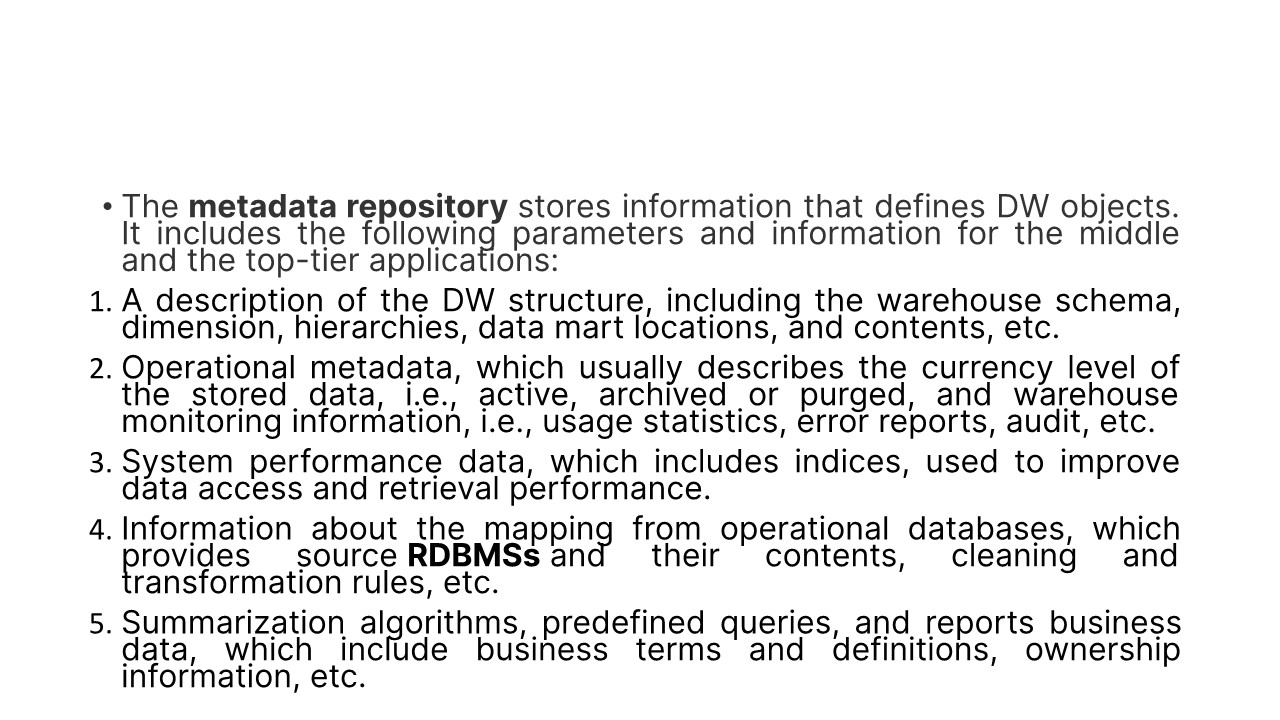 • The metadata repository stores information that defines DW objects.
It includes the following parameters and information for the middle
and the top-tier applications:
1. A description of the DW structure, including the warehouse schema,
dimension, hierarchies, data mart locations, and contents, etc.
2. Operational metadata, which usually describes the currency level of
the stored data, i.e., active, archived or purged, and warehouse
monitoring information, i.e., usage statistics, error reports, audit, etc.
3. System performance data, which includes indices, used to improve
data access and retrieval performance.
4. Information about the mapping from operational databases, which
provides source RDBMSs and their contents, cleaning and
transformation rules, etc.
5. Summarization algorithms, predefined queries, and reports business
data, which include business terms and definitions, ownership
information, etc.